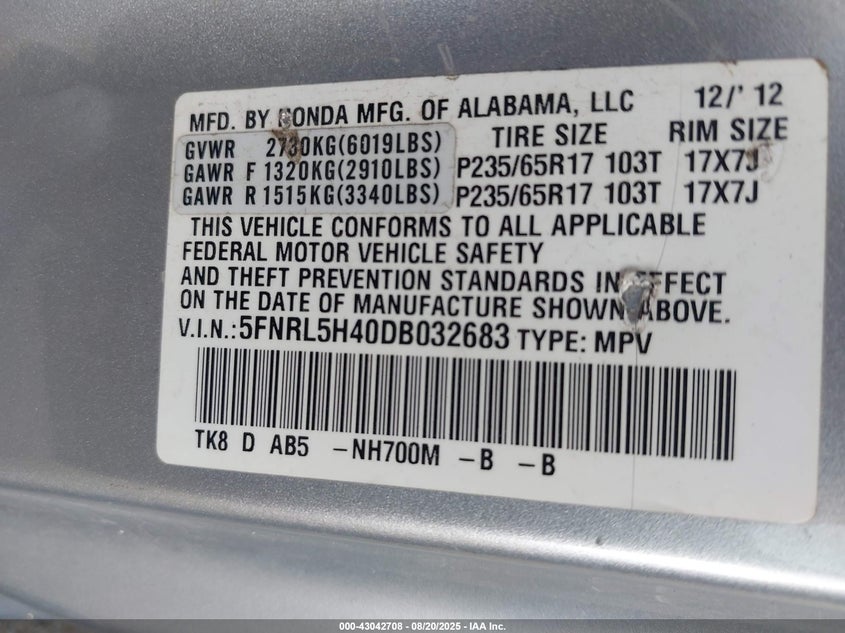 MFD. BY HONDA MFG. OF ALABAMA, LLC 12/'12
GVWR 2730KG(6019LBS) TIRE SIZE RIM SIZE
GAWR F 1320KG(2910LBS) P235/65R17 103T 17X7J
GAWR R 1515KG(3340LBS) P235/65R17 103T 17X7J
THIS VEHICLE CONFORMS TO ALL APPLICABLE
FEDERAL MOTOR VEHICLE SAFETY
AND THEFT PREVENTION STANDARDS IN EFFECT
ON THE DATE OF MANUFACTURE SHOWN ABOVE.
V.I.N.: 5FNRL5H40DB032683 TYPE: MPV
TK8 D AB5 -NH700M -B -B
000-43042708 - 08/20/2025 - IAA Inc.